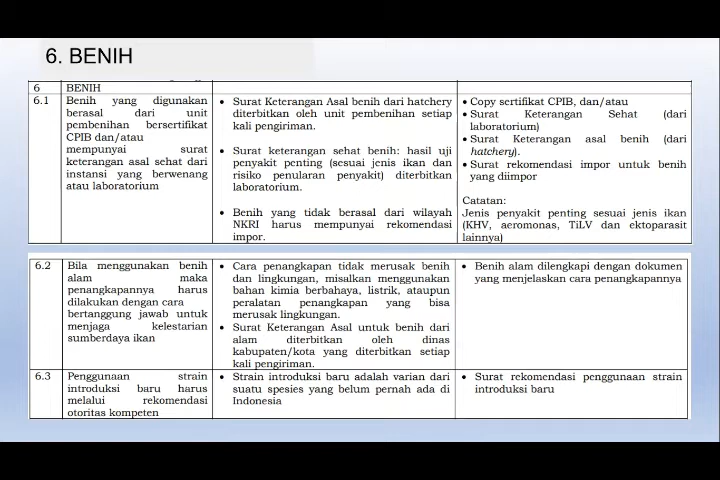 6. BENIH
6 BENIH
6.1 Benih yang digunakan
berasal dari unit
pembenihan bersertifikat
CPIB dan/atau
mempunyai surat
keterangan asal sehat dari
instansi yang berwenang
atau laboratorium
• Surat Keterangan Asal benih dari hatchery
diterbitkan oleh unit pembenihan setiap
kali pengiriman.
• Surat keterangan sehat benih: hasil uji
penyakit penting (sesuai jenis ikan dan
risiko penularan penyakit) diterbitkan
laboratorium.
• Benih yang tidak berasal dari wilayah
NKRI harus mempunyai rekomendasi
impor.
• Copy sertifikat CPIB, dan/atau
• Surat Keterangan Sehat (dari
laboratorium)
• Surat Keterangan asal benih (dari
hatchery).
• Surat rekomendasi impor untuk benih
yang diimpor
Catatan:
Jenis penyakit penting sesuai jenis ikan
(KHV, aeromonas, TiLV dan ektoparasit
lainnya)
6.2 Bila menggunakan benih
alam maka
penangkapannya harus
dilakukan dengan cara
bertanggung jawab untuk
menjaga kelestarian
sumberdaya ikan
• Cara penangkapan tidak merusak benih
dan lingkungan, misalkan menggunakan
bahan kimia berbahaya, listrik, ataupun
peralatan penangkapan yang bisa
merusak lingkungan.
• Surat Keterangan Asal untuk benih dari
alam diterbitkan oleh dinas
kabupaten/kota yang diterbitkan setiap
kali pengiriman.
• Benih alam dilengkapi dengan dokumen
yang menjelaskan cara penangkapannya
6.3 Penggunaan strain
introduksi baru harus
melalui rekomendasi
otoritas kompeten
• Strain introduksi baru adalah varian dari
suatu spesies yang belum pernah ada di
Indonesia
• Surat rekomendasi penggunaan strain
introduksi baru